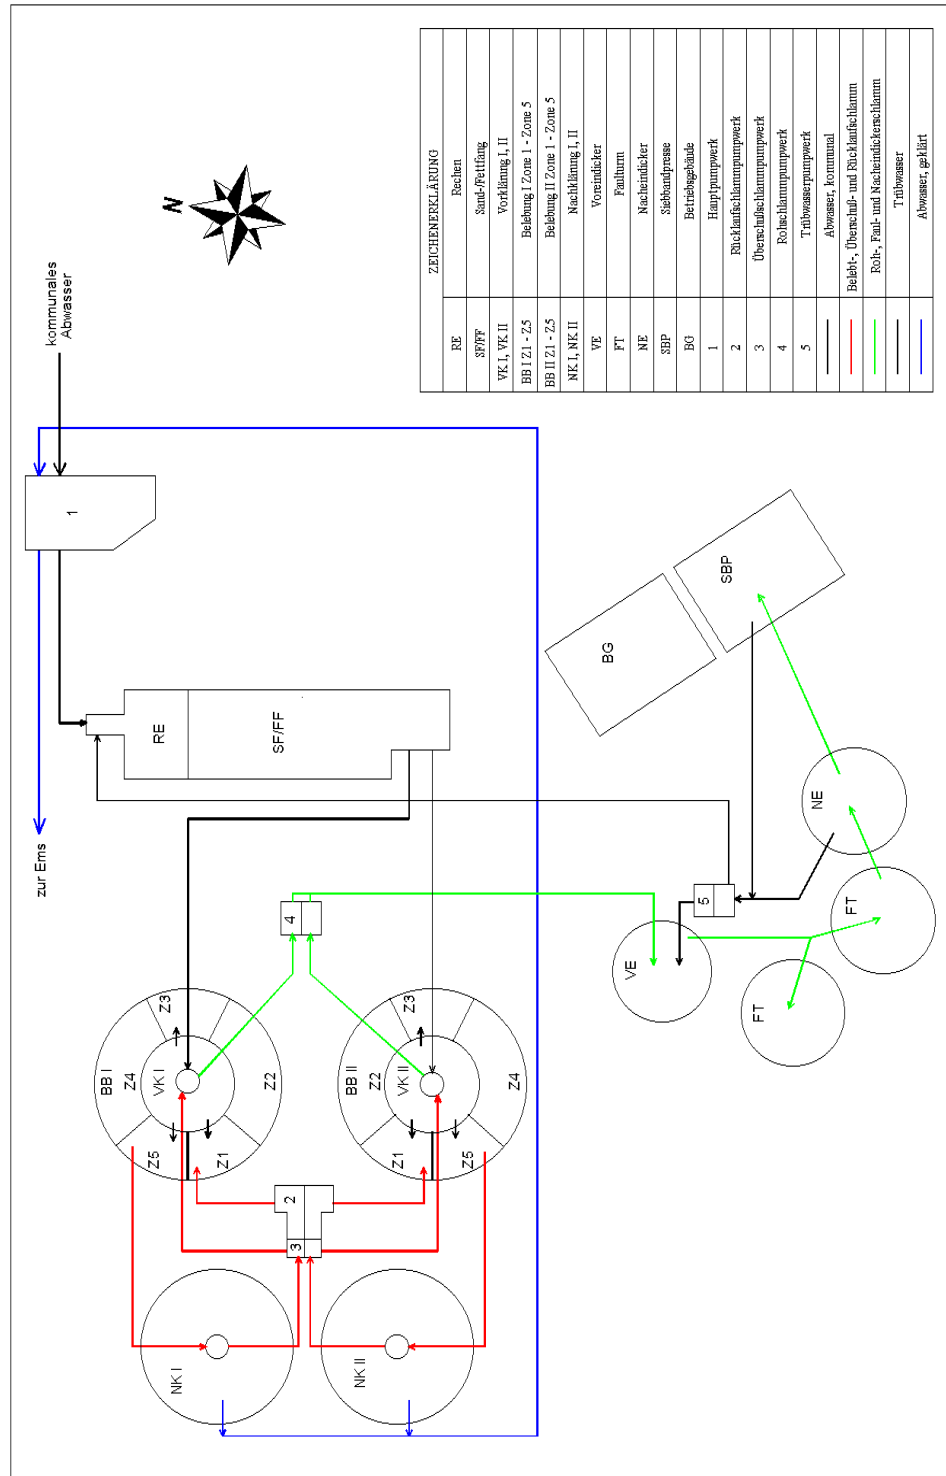 ZEICHENERKLÄRUNG
RE Rechen
SF/FF Sand-/Fettfang
VK I, VK II Vorklärung I, II
BB I Z1 - Z5 Belebung I Zone 1 - Zone 5
BB II Z1 - Z5 Belebung II Zone 1 - Zone 5
NK I, NK II Nachklärung I, II
VE Voreindicker
FT Faulturm
NE Nacheindicker
SBP Siebbandpresse
BG Betriebsgebäude
1 Hauptpumpwerk
2 Rücklaufschlammpumpwerk
3 Überschußschlammpumpwerk
4 Rohschlammpumpwerk
5 Trübwasserpumpwerk
Abwasser, kommunal
Belebt-, Überschuß- und Rücklaufschlamm
Roh-, Faul- und Nacheindickerschlamm
Trübwasser
Abwasser, geklärt
N
kommunales
Abwasser
1
zur Ems
RE
SF/FF
BG
SBP
NE
FT
FT
VE
5
4
BB I
Z3
Z4
VK I
Z2
Z5
Z1
BB II
Z3
Z2
VK II
Z4
Z1
Z5
2
3
NK I
NK II